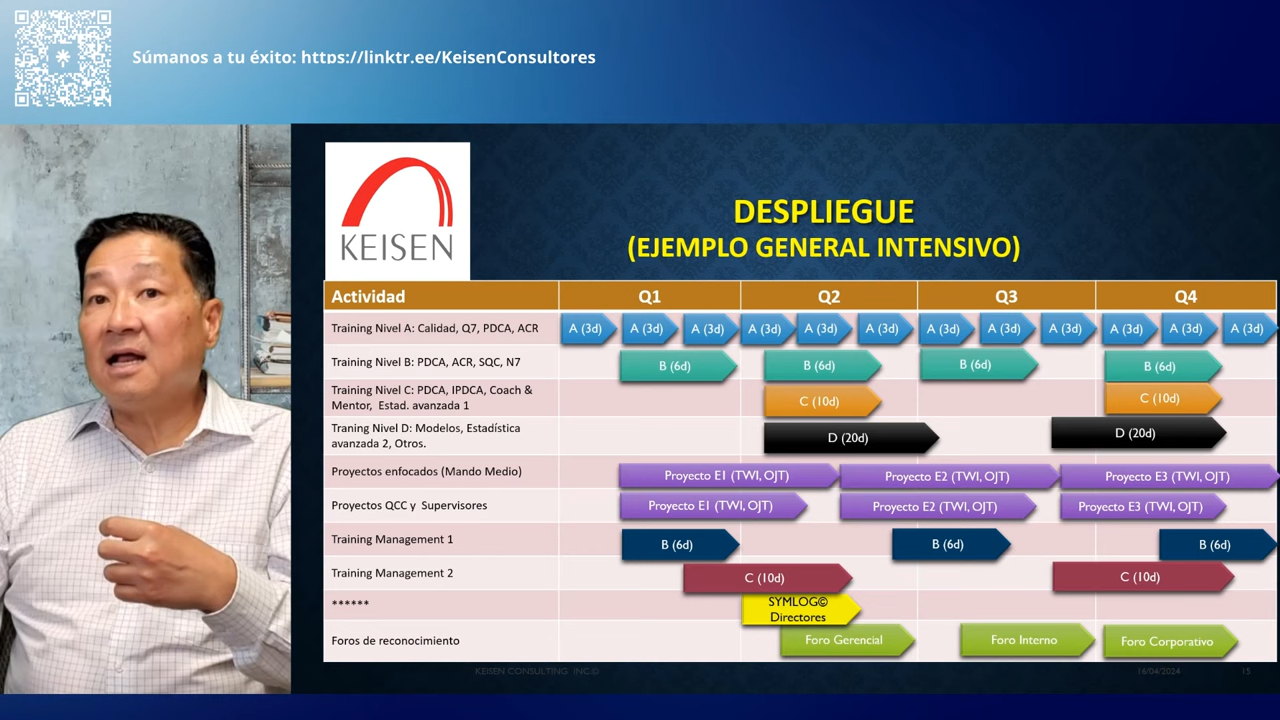 Súmanos a tu éxito: https://linktr.ee/KeisenConsultores
KEISEN
DESPLIEGUE
(EJEMPLO GENERAL INTENSIVO)
Actividad Q1 Q2 Q3 Q4
Training Nivel A: Calidad, Q7, PDCA, ACR A (3d) A (3d) A (3d) A (3d) A (3d) A (3d) A (3d) A (3d) A (3d) A (3d) A (3d) A (3d)
Training Nivel B: PDCA, ACR, SQC, N7 B (6d) B (6d) B (6d) B (6d)
Training Nivel C: PDCA, IPDCA, Coach &
Mentor, Estad. avanzada 1 C (10d) C (10d)
Traning Nivel D: Modelos, Estadística
avanzada 2, Otros. D (20d) D (20d)
Proyectos enfocados (Mando Medio) Proyecto E1 (TWI, OJT) Proyecto E2 (TWI, OJT) Proyecto E3 (TWI, OJT)
Proyectos QCC y Supervisores Proyecto E1 (TWI, OJT) Proyecto E2 (TWI, OJT) Proyecto E3 (TWI, OJT)
Training Management 1 B (6d) B (6d) B (6d)
Training Management 2 C (10d) C (10d)
****** SYMLOG©
Directores
Foros de reconocimiento Foro Gerencial Foro Interno Foro Corporativo
KEISEN CONSULTING INC.© 16/04/2024 15